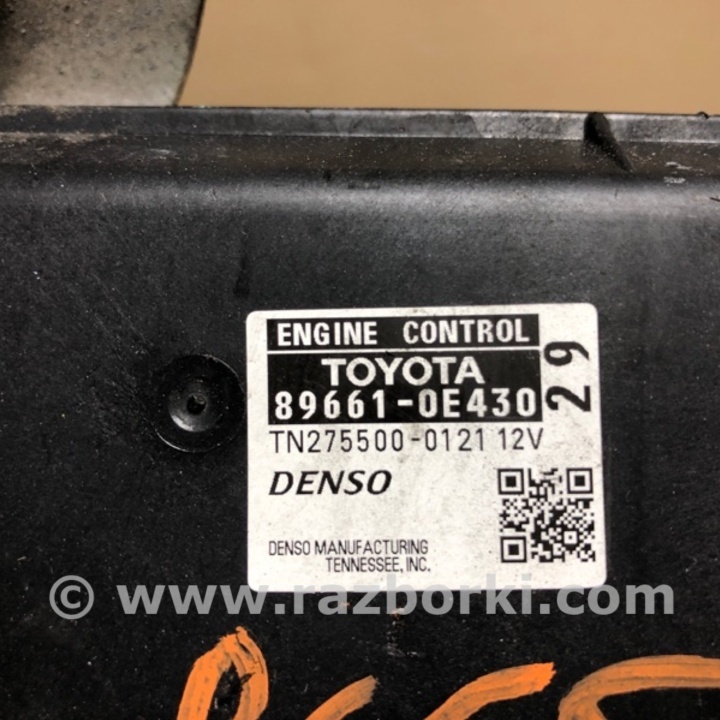 ENGINE CONTROL
TOYOTA
89661-0E430
29
TN275500-0121 12V
DENSO
DENSO MANUFACTURING
TENNESSEE, INC.
© www.razborki.com